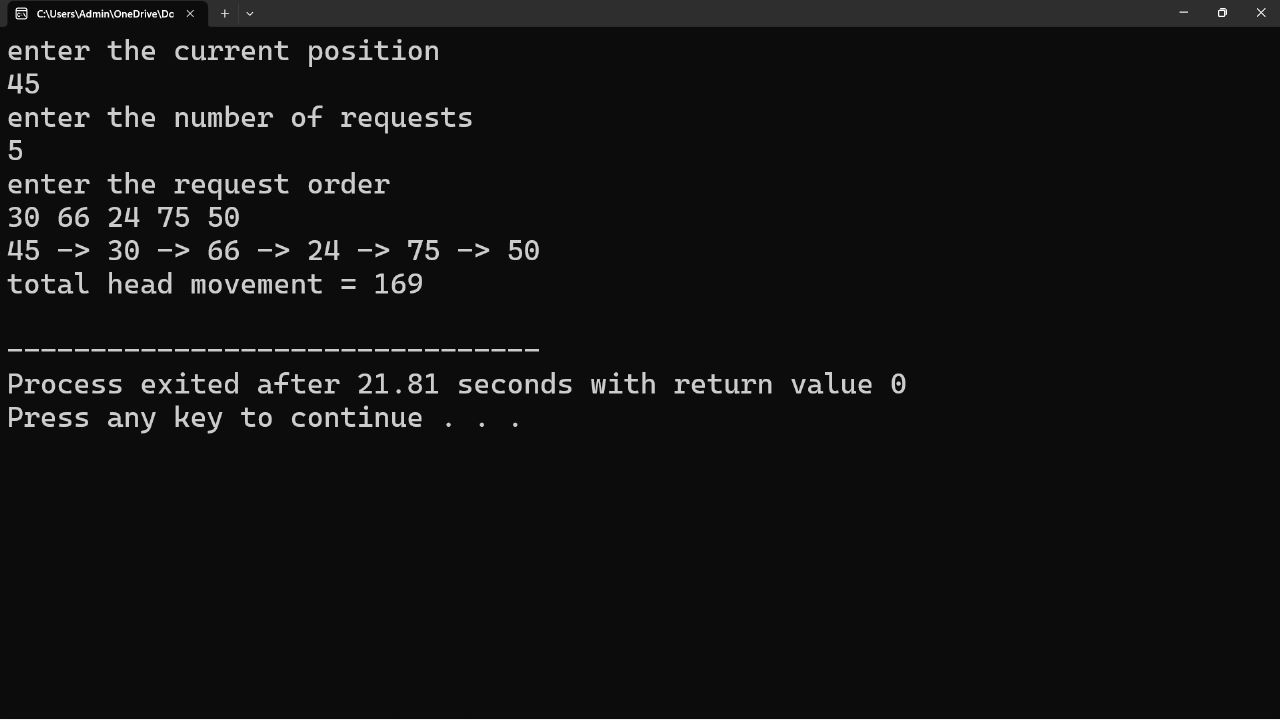 C:\Users\Admin\OneDrive\Dc
enter the current position
45
enter the number of requests
5
enter the request order
30 66 24 75 50
45 -> 30 -> 66 -> 24 -> 75 -> 50
total head movement = 169
--------------------------------
Process exited after 21.81 seconds with return value 0
Press any key to continue . . .